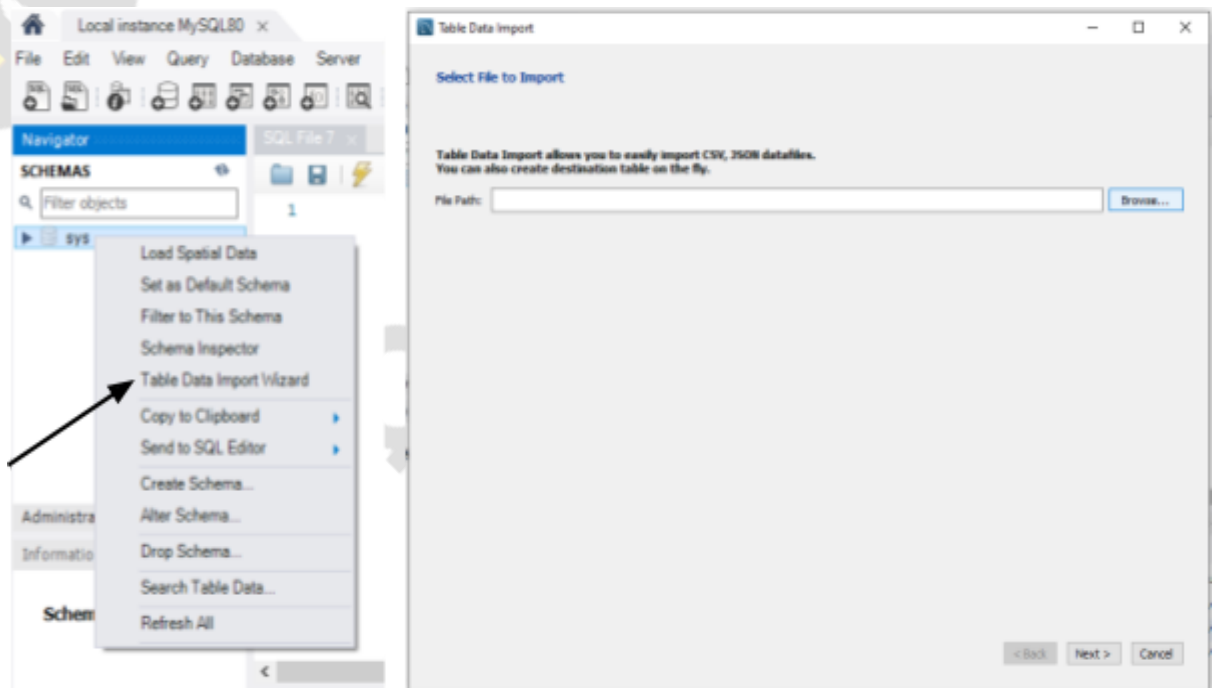 Local instance MySQL80 ×
File Edit View Query Database Server
Navigator
SCHEMAS
Filter objects
sys
SQL File 7 ×
1
Load Spatial Data
Set as Default Schema
Filter to This Schema
Schema Inspector
Table Data Import Wizard
Copy to Clipboard
Send to SQL Editor
Create Schema...
Alter Schema...
Drop Schema...
Search Table Data...
Refresh All
Administra
Informatio
Schem
Table Data Import
Select File to Import
Table Data Import allows you to easily import CSV, JSON datafiles.
You can also create destination table on the fly.
File Path:
Browse...
< Back Next > Cancel